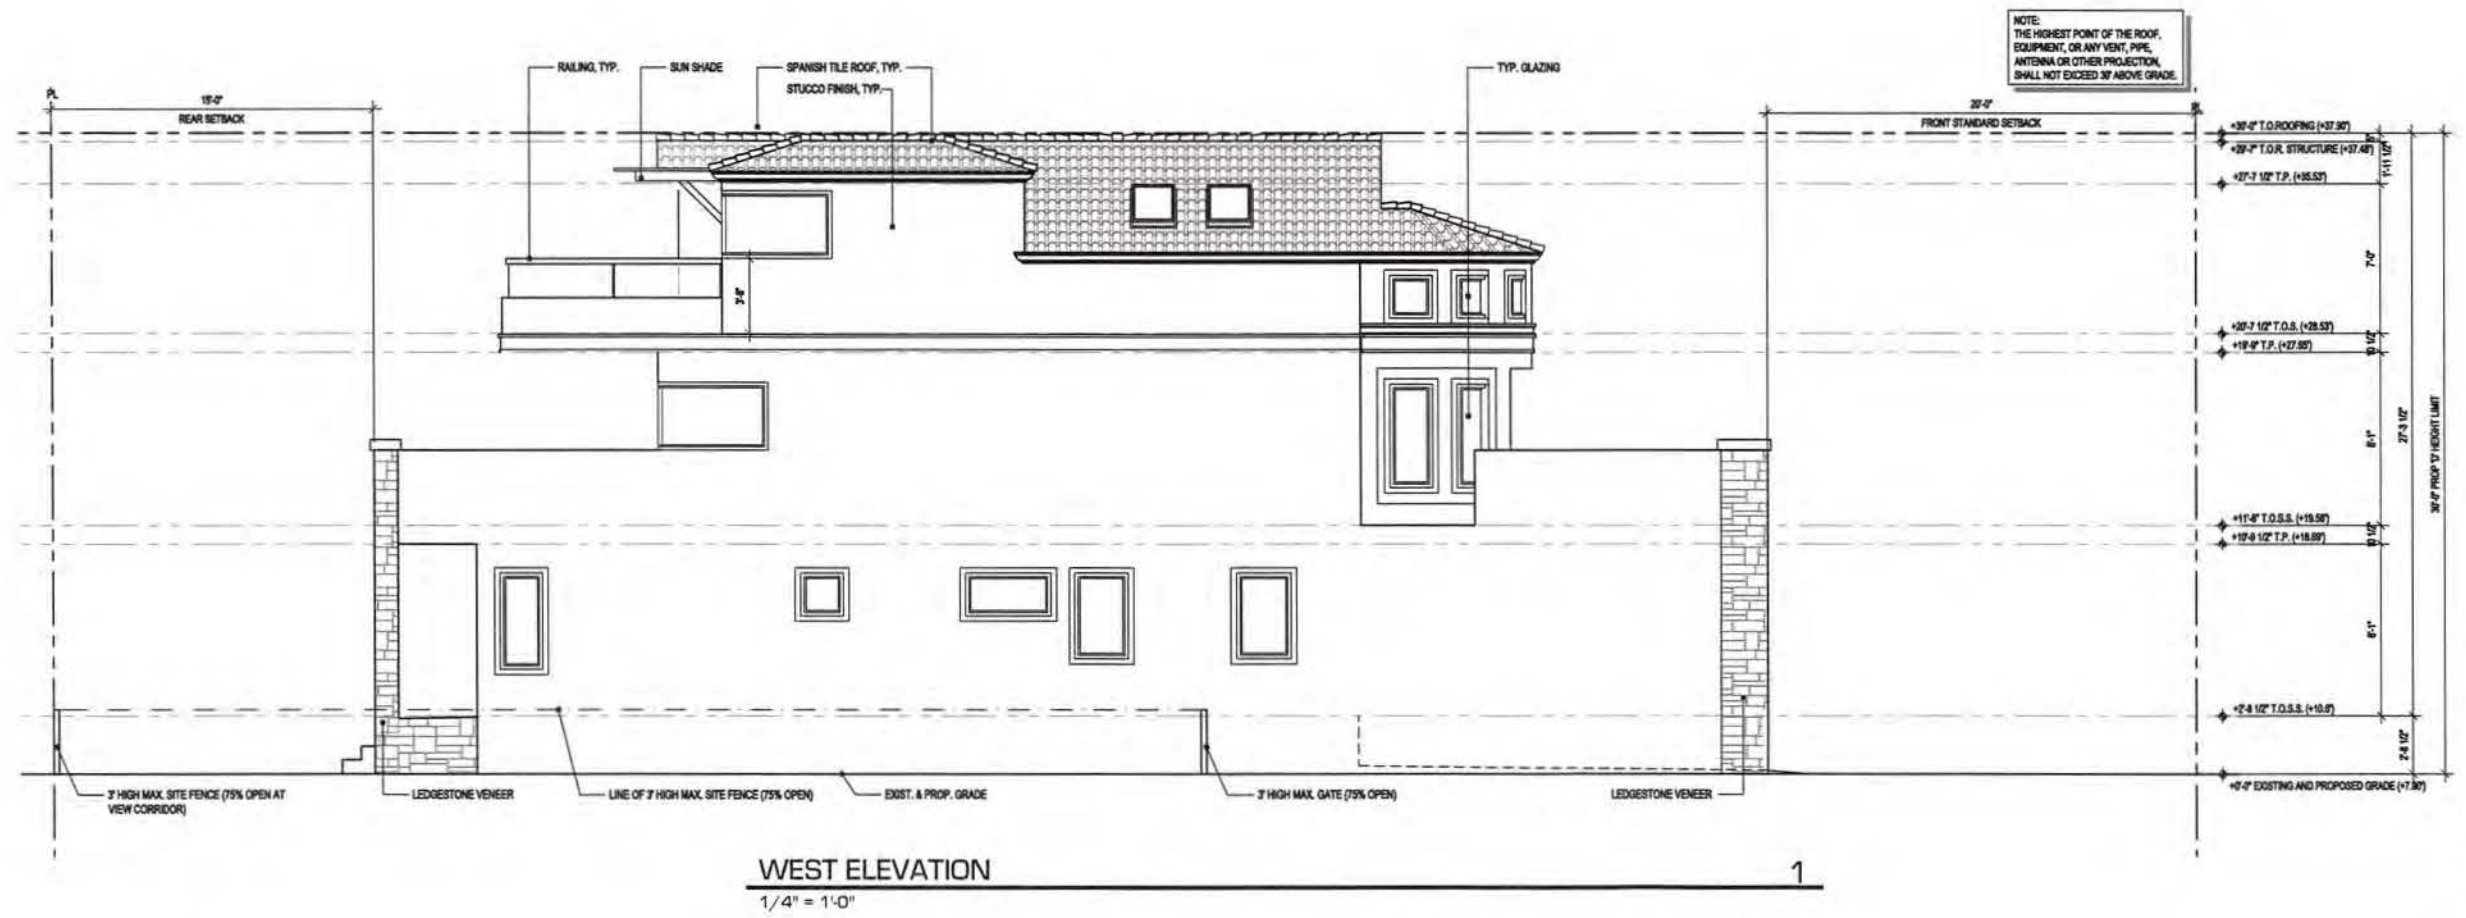 NOTE:
THE HIGHEST POINT OF THE ROOF,
EQUIPMENT, OR ANY VENT, PIPE,
ANTENNA OR OTHER PROJECTION,
SHALL NOT EXCEED 30' ABOVE GRADE.
RAILING, TYP.
SUN SHADE
SPANISH TILE ROOF, TYP.
STUCCO FINISH, TYP.
TYP. GLAZING
PL
15'-0"
REAR SETBACK
20'-0"
FRONT STANDARD SETBACK
+30'-0" T.O.ROOFING (+37.90')
+29'-7" T.O.R. STRUCTURE (+37.48')
+27'-7 1/2" T.P. (+35.53')
+20'-7 1/2" T.O.S. (+28.53')
+19'-9" T.P. (+27.65')
+11'-8" T.O.S.S. (+19.56')
+10'-9 1/2" T.P. (+18.69')
+2'-8 1/2" T.O.S.S. (+10.6')
+0'-0" EXISTING AND PROPOSED GRADE (+7.90')
5"
1'-11 1/2"
7'-0"
10 1/2"
8'-1"
10 1/2"
8'-1"
27'-3 1/2"
2'-8 1/2"
30'-0" PROP 'D' HEIGHT LIMIT
3'-6"
3' HIGH MAX. SITE FENCE (75% OPEN AT
VIEW CORRIDOR)
LEDGESTONE VENEER
LINE OF 3' HIGH MAX. SITE FENCE (75% OPEN)
EXIST. & PROP. GRADE
3' HIGH MAX. GATE (75% OPEN)
LEDGESTONE VENEER
WEST ELEVATION
1
1/4" = 1'-0"